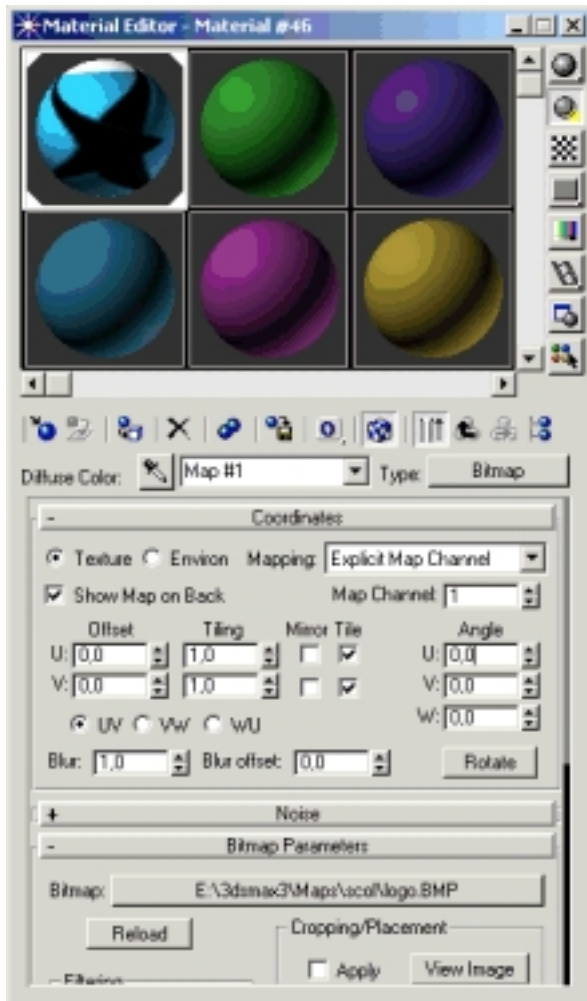 Material Editor - Material #46
Diffuse Color: Map #1 Type: Bitmap
- Coordinates
Texture Environ Mapping: Explicit Map Channel
Show Map on Back Map Channel: 1
Offset Tiling Mirror Tile Angle
U: 0,0 1,0 U: 0,0
V: 0,0 1,0 V: 0,0
UV VW WU W: 0,0
Blur: 1,0 Blur offset: 0,0 Rotate
+ Noise
- Bitmap Parameters
Bitmap: E:\3dsmax3\Maps\scol\logo.BMP
Reload Cropping/Placement
Filtering Apply View Image